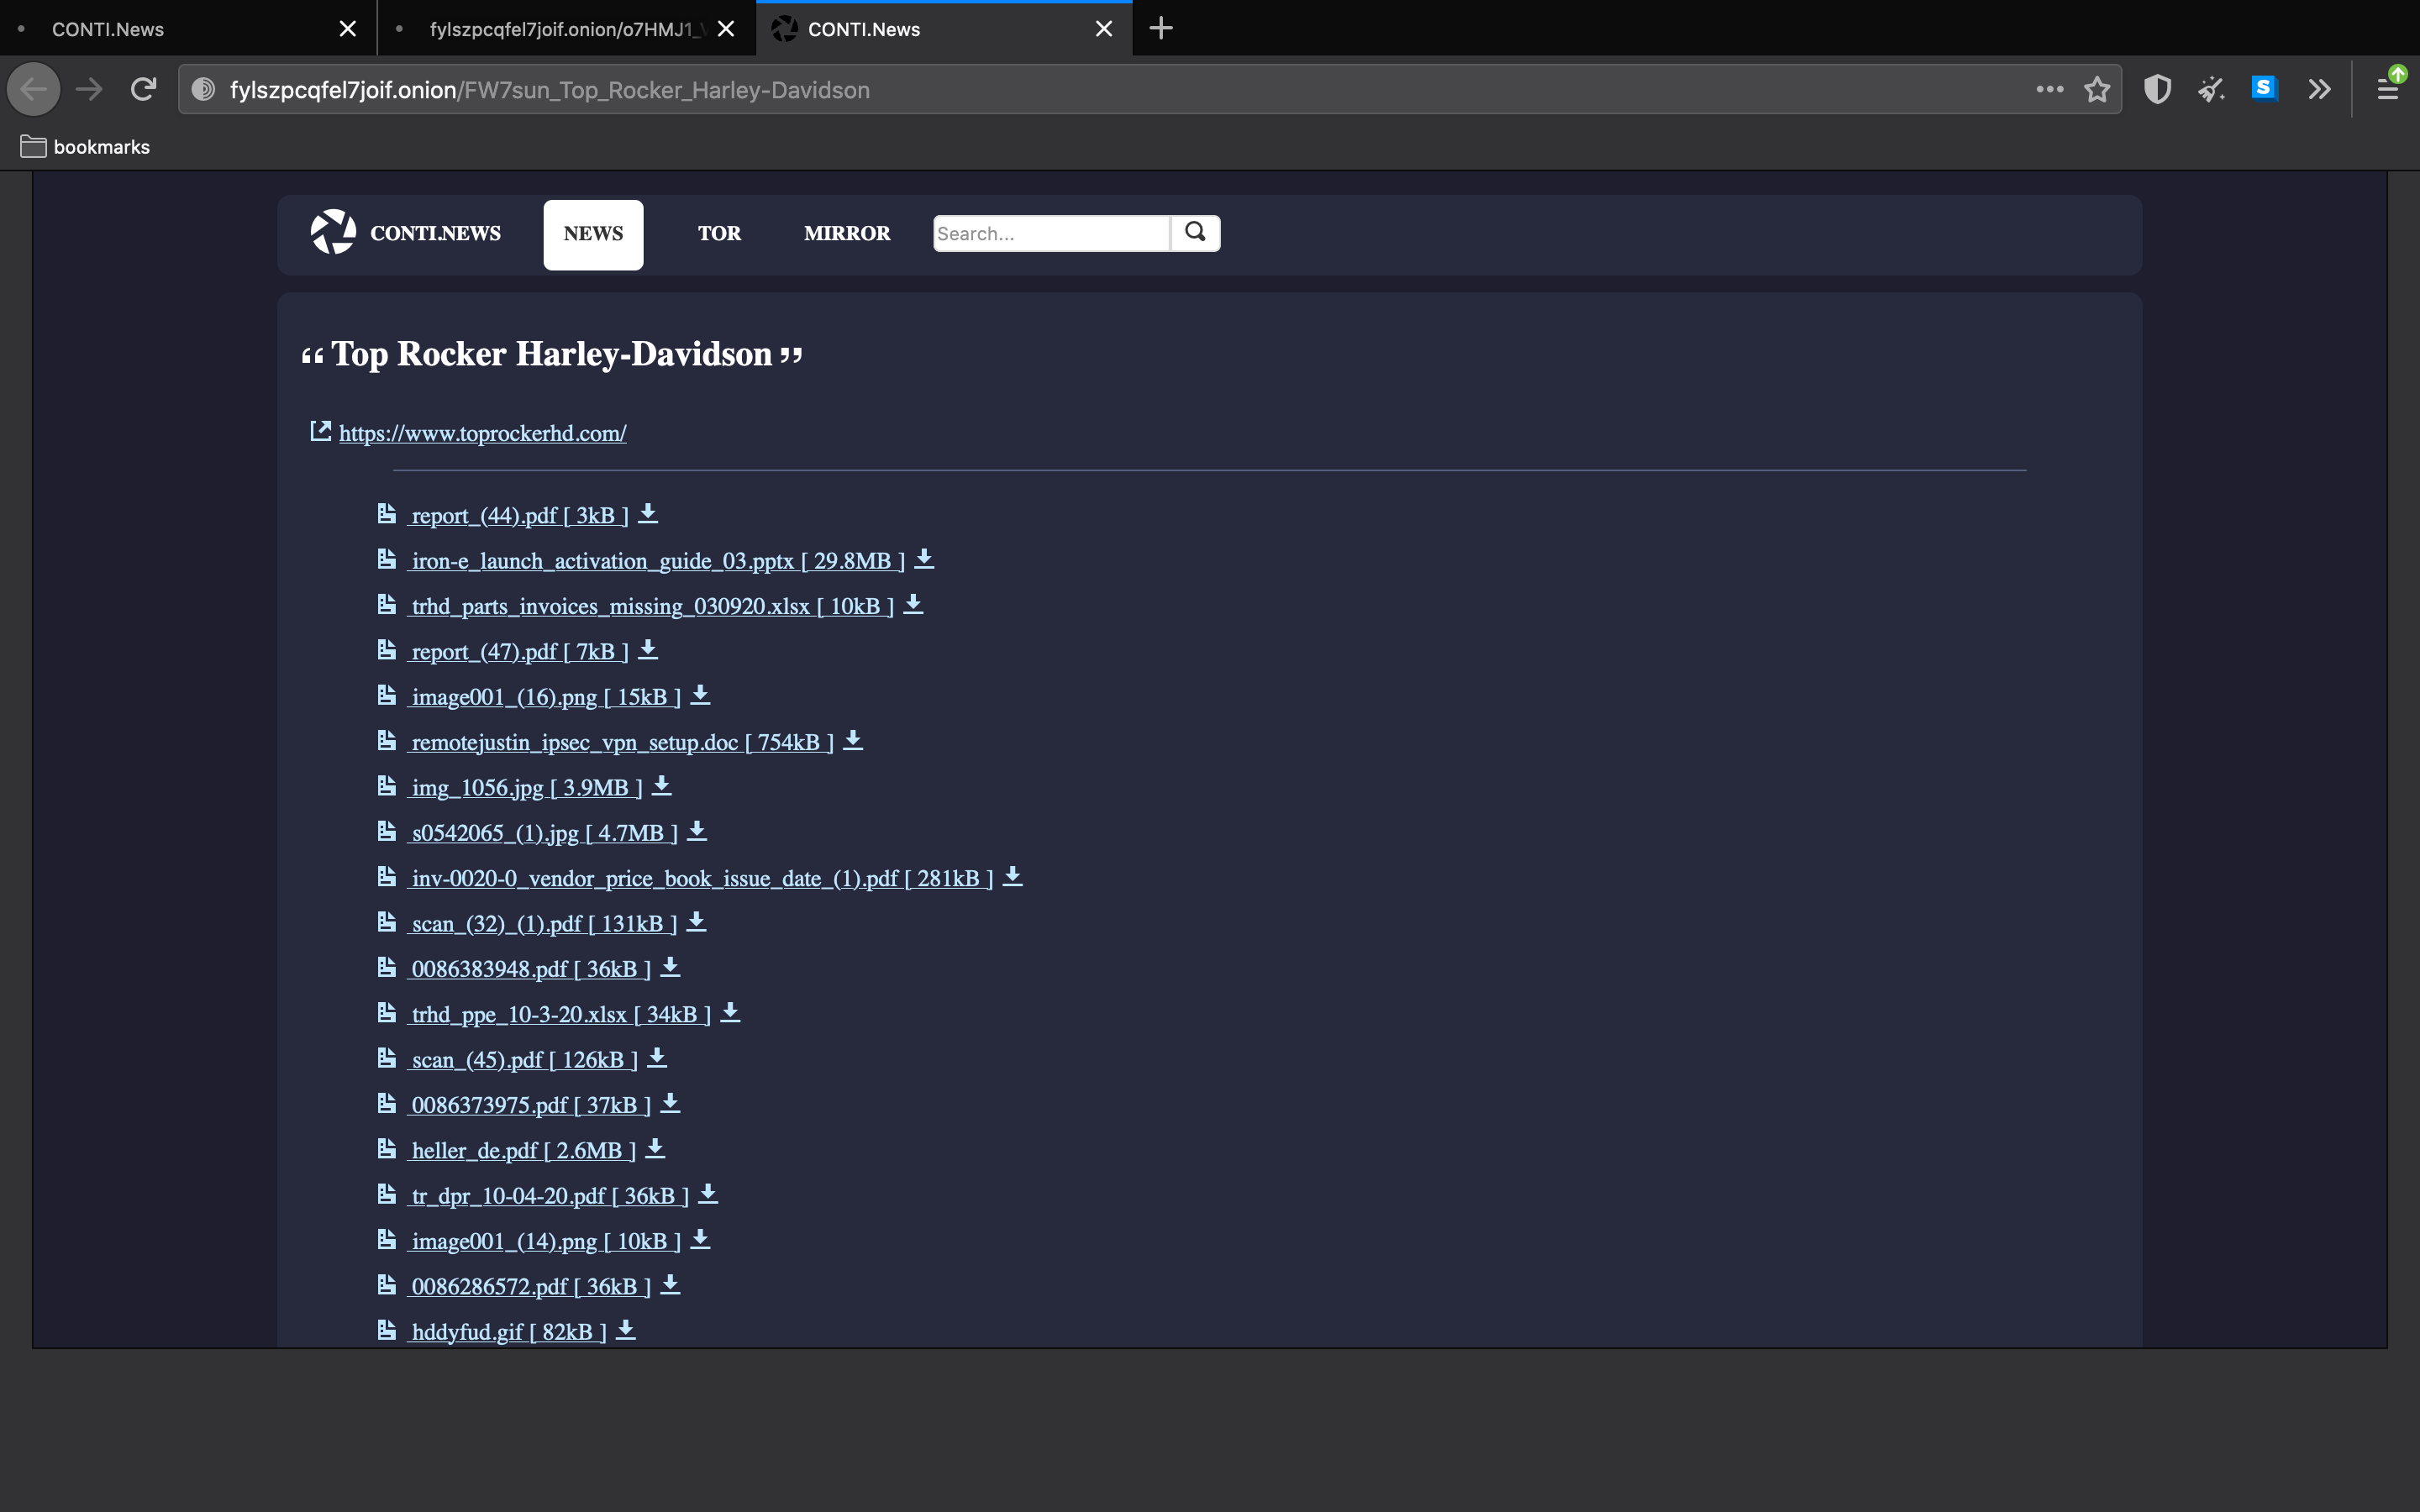 CONTI.News
fylszpcqfel7joif.onion/o7HMJ1_
CONTI.News
fylszpcqfel7joif.onion/FW7sun_Top_Rocker_Harley-Davidson
S
bookmarks
CONTI.NEWS NEWS TOR MIRROR Search...
“ Top Rocker Harley-Davidson ”
https://www.toprockerhd.com/
report_(44).pdf [ 3kB ]
iron-e_launch_activation_guide_03.pptx [ 29.8MB ]
trhd_parts_invoices_missing_030920.xlsx [ 10kB ]
report_(47).pdf [ 7kB ]
image001_(16).png [ 15kB ]
remotejustin_ipsec_vpn_setup.doc [ 754kB ]
img_1056.jpg [ 3.9MB ]
s0542065_(1).jpg [ 4.7MB ]
inv-0020-0_vendor_price_book_issue_date_(1).pdf [ 281kB ]
scan_(32)_(1).pdf [ 131kB ]
0086383948.pdf [ 36kB ]
trhd_ppe_10-3-20.xlsx [ 34kB ]
scan_(45).pdf [ 126kB ]
0086373975.pdf [ 37kB ]
heller_de.pdf [ 2.6MB ]
tr_dpr_10-04-20.pdf [ 36kB ]
image001_(14).png [ 10kB ]
0086286572.pdf [ 36kB ]
hddyfud.gif [ 82kB ]